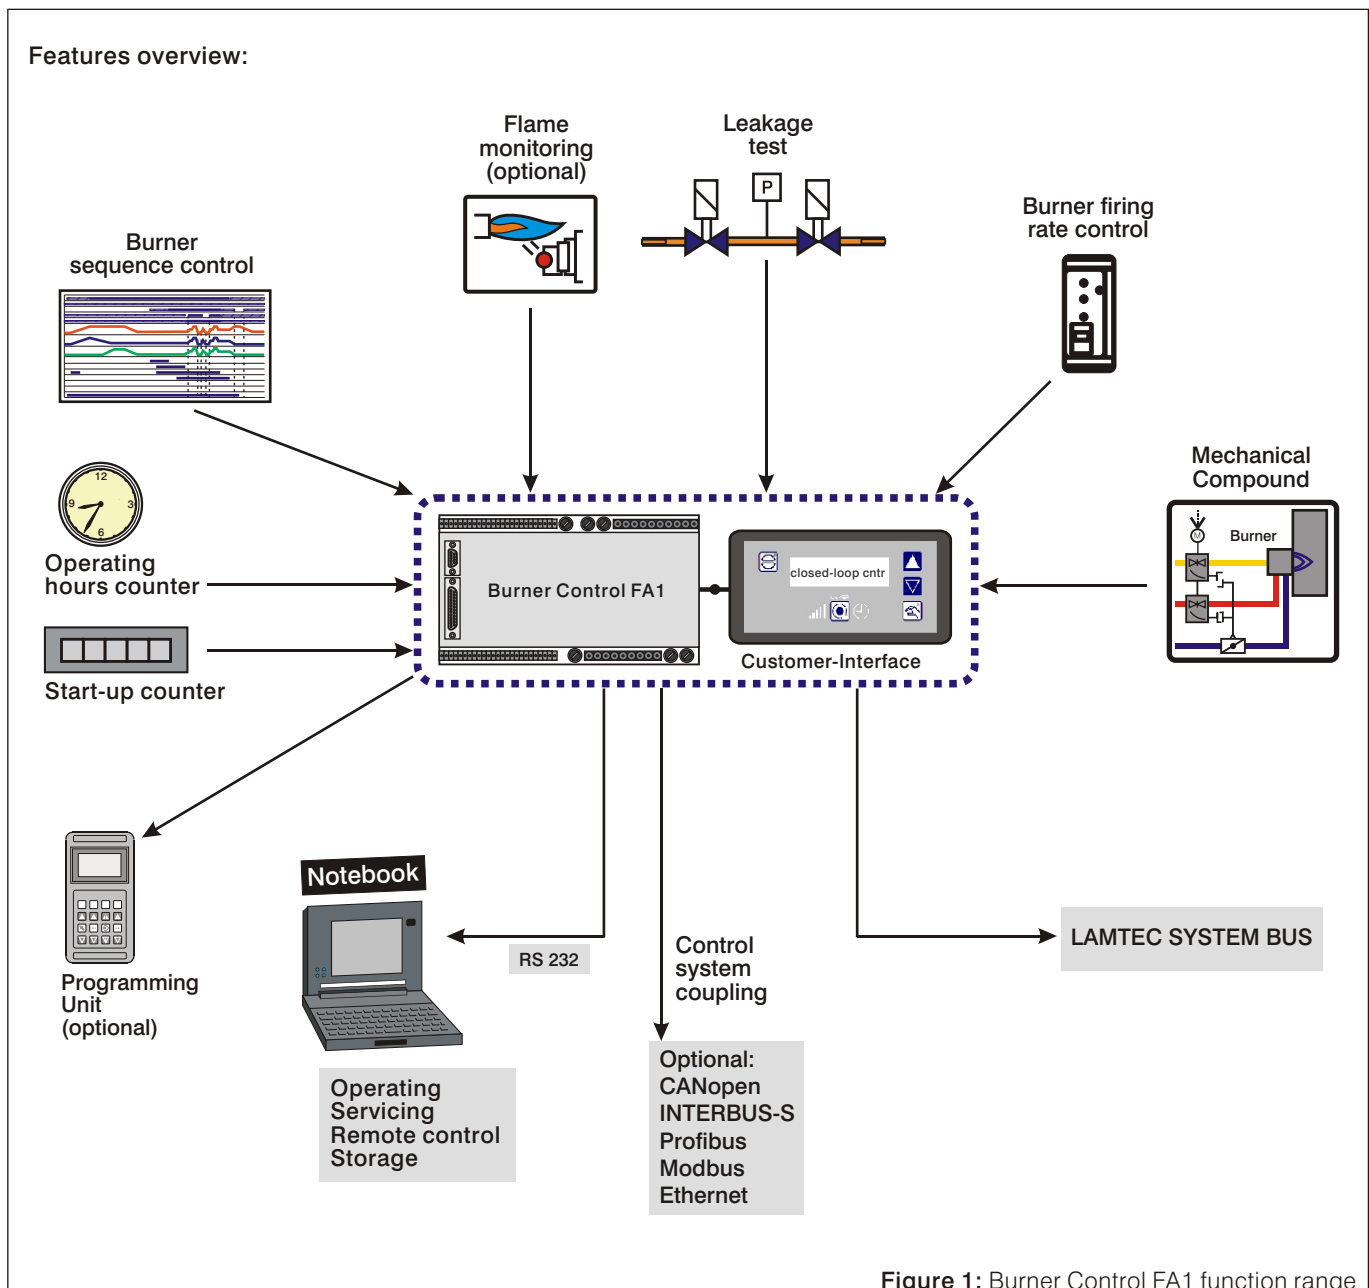 Features overview:
Flame
monitoring
(optional)
Leakage
test
P
Burner firing
rate control
Burner
sequence control
Mechanical
Compound
M
Burner
12
9
3
6
Operating
hours counter
Burner Control FA1
closed-loop cntr
Customer-Interface
Start-up counter
Notebook
RS 232
Control
system
coupling
LAMTEC SYSTEM BUS
Programming
Unit
(optional)
Operating
Servicing
Remote control
Storage
Optional:
CANopen
INTERBUS-S
Profibus
Modbus
Ethernet
Figure 1: Burner Control FA1 function range